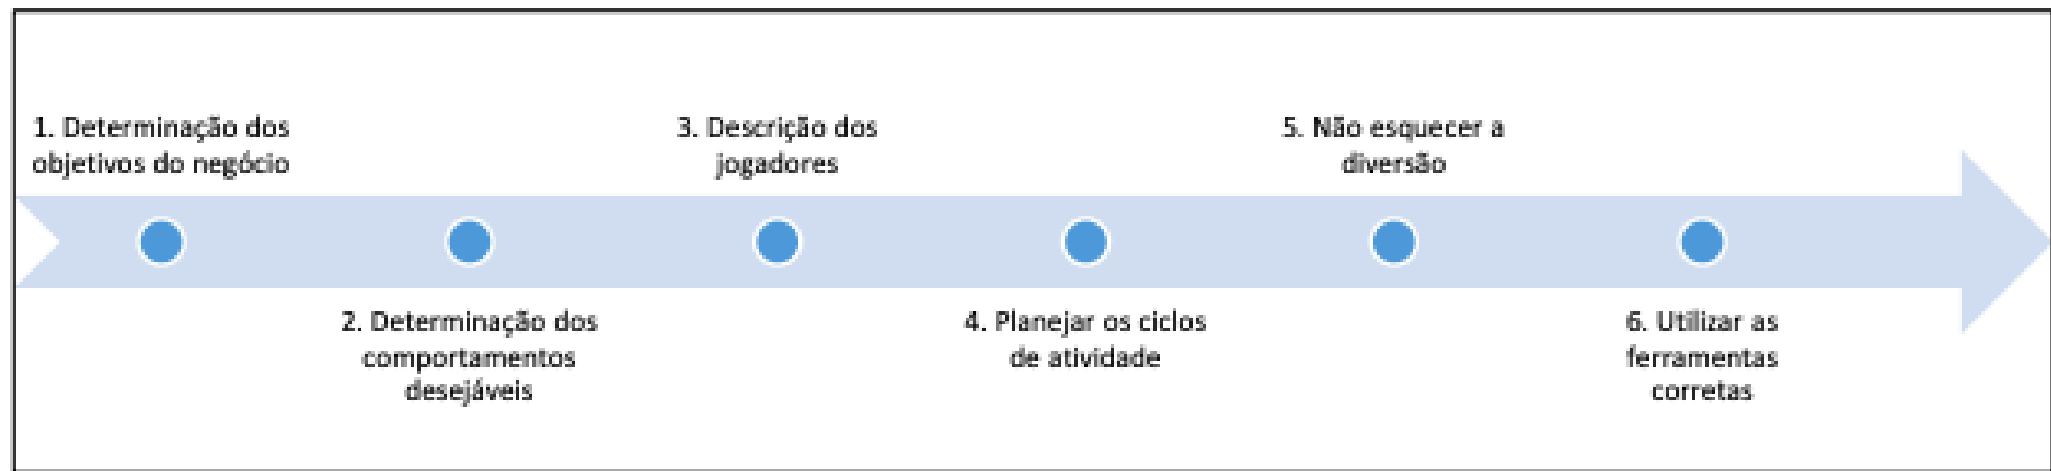 1. Determinação dos
objetivos do negócio
2. Determinação dos
comportamentos
desejáveis
3. Descrição dos
jogadores
4. Planejar os ciclos
de atividade
5. Não esquecer a
diversão
6. Utilizar as
ferramentas
corretas